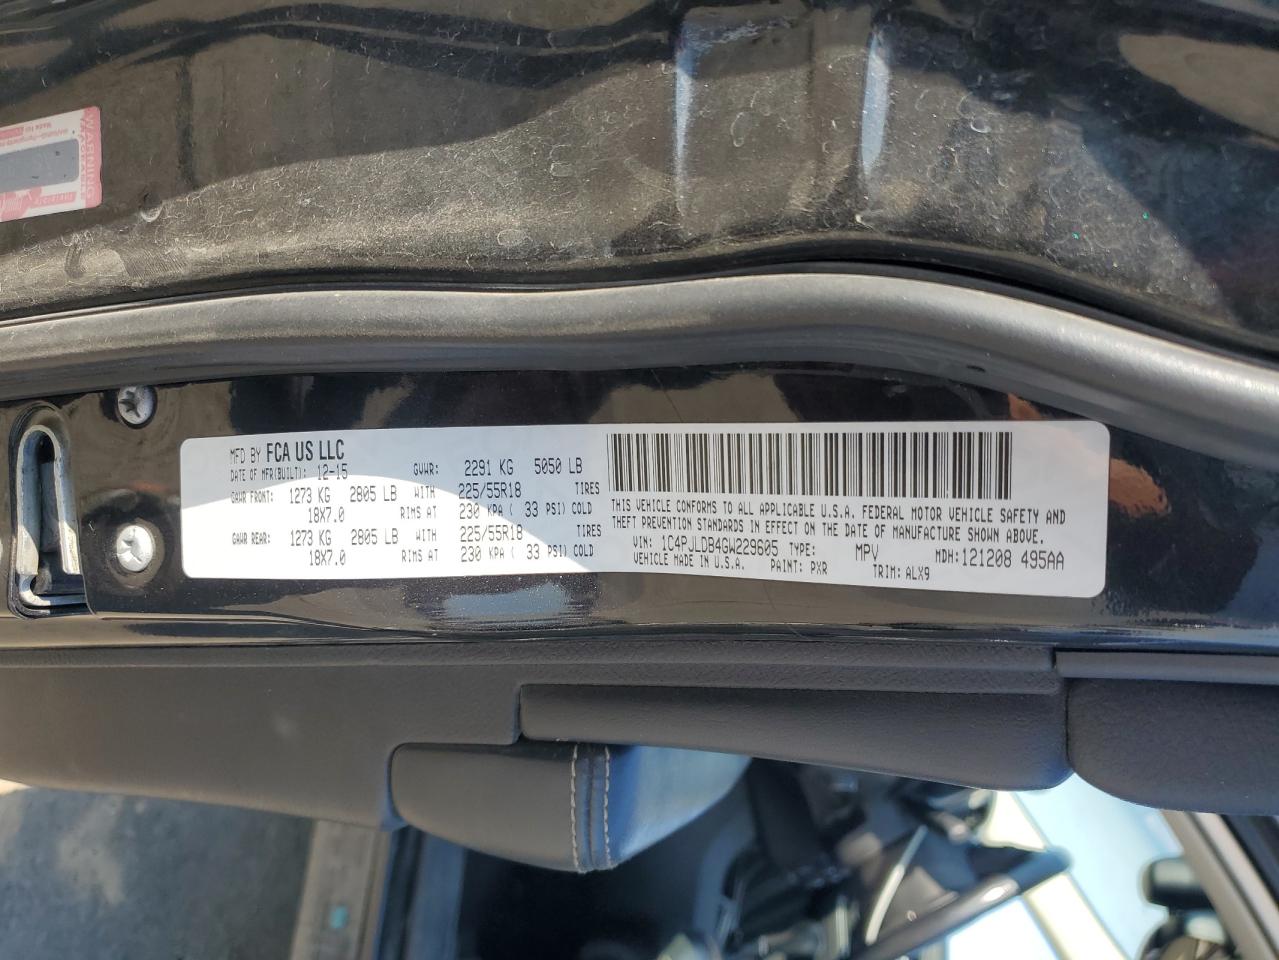 MFD BY FCA US LLC
DATE OF MFR(BUILT): 12-15 GVWR: 2291 KG 5050 LB
GAWR FRONT: 1273 KG 2805 LB WITH 225/55R18 TIRES
18X7.0 RIMS AT 230 KPA ( 33 PSI) COLD
GAWR REAR: 1273 KG 2805 LB WITH 225/55R18 TIRES
18X7.0 RIMS AT 230 KPA ( 33 PSI) COLD
THIS VEHICLE CONFORMS TO ALL APPLICABLE U.S.A. FEDERAL MOTOR VEHICLE SAFETY AND
THEFT PREVENTION STANDARDS IN EFFECT ON THE DATE OF MANUFACTURE SHOWN ABOVE.
VIN: 1C4PJLDB4GW229605 TYPE: MPV MDH:121208 495AA
VEHICLE MADE IN U.S.A. PAINT: PXR TRIM: ALX9
WARNING